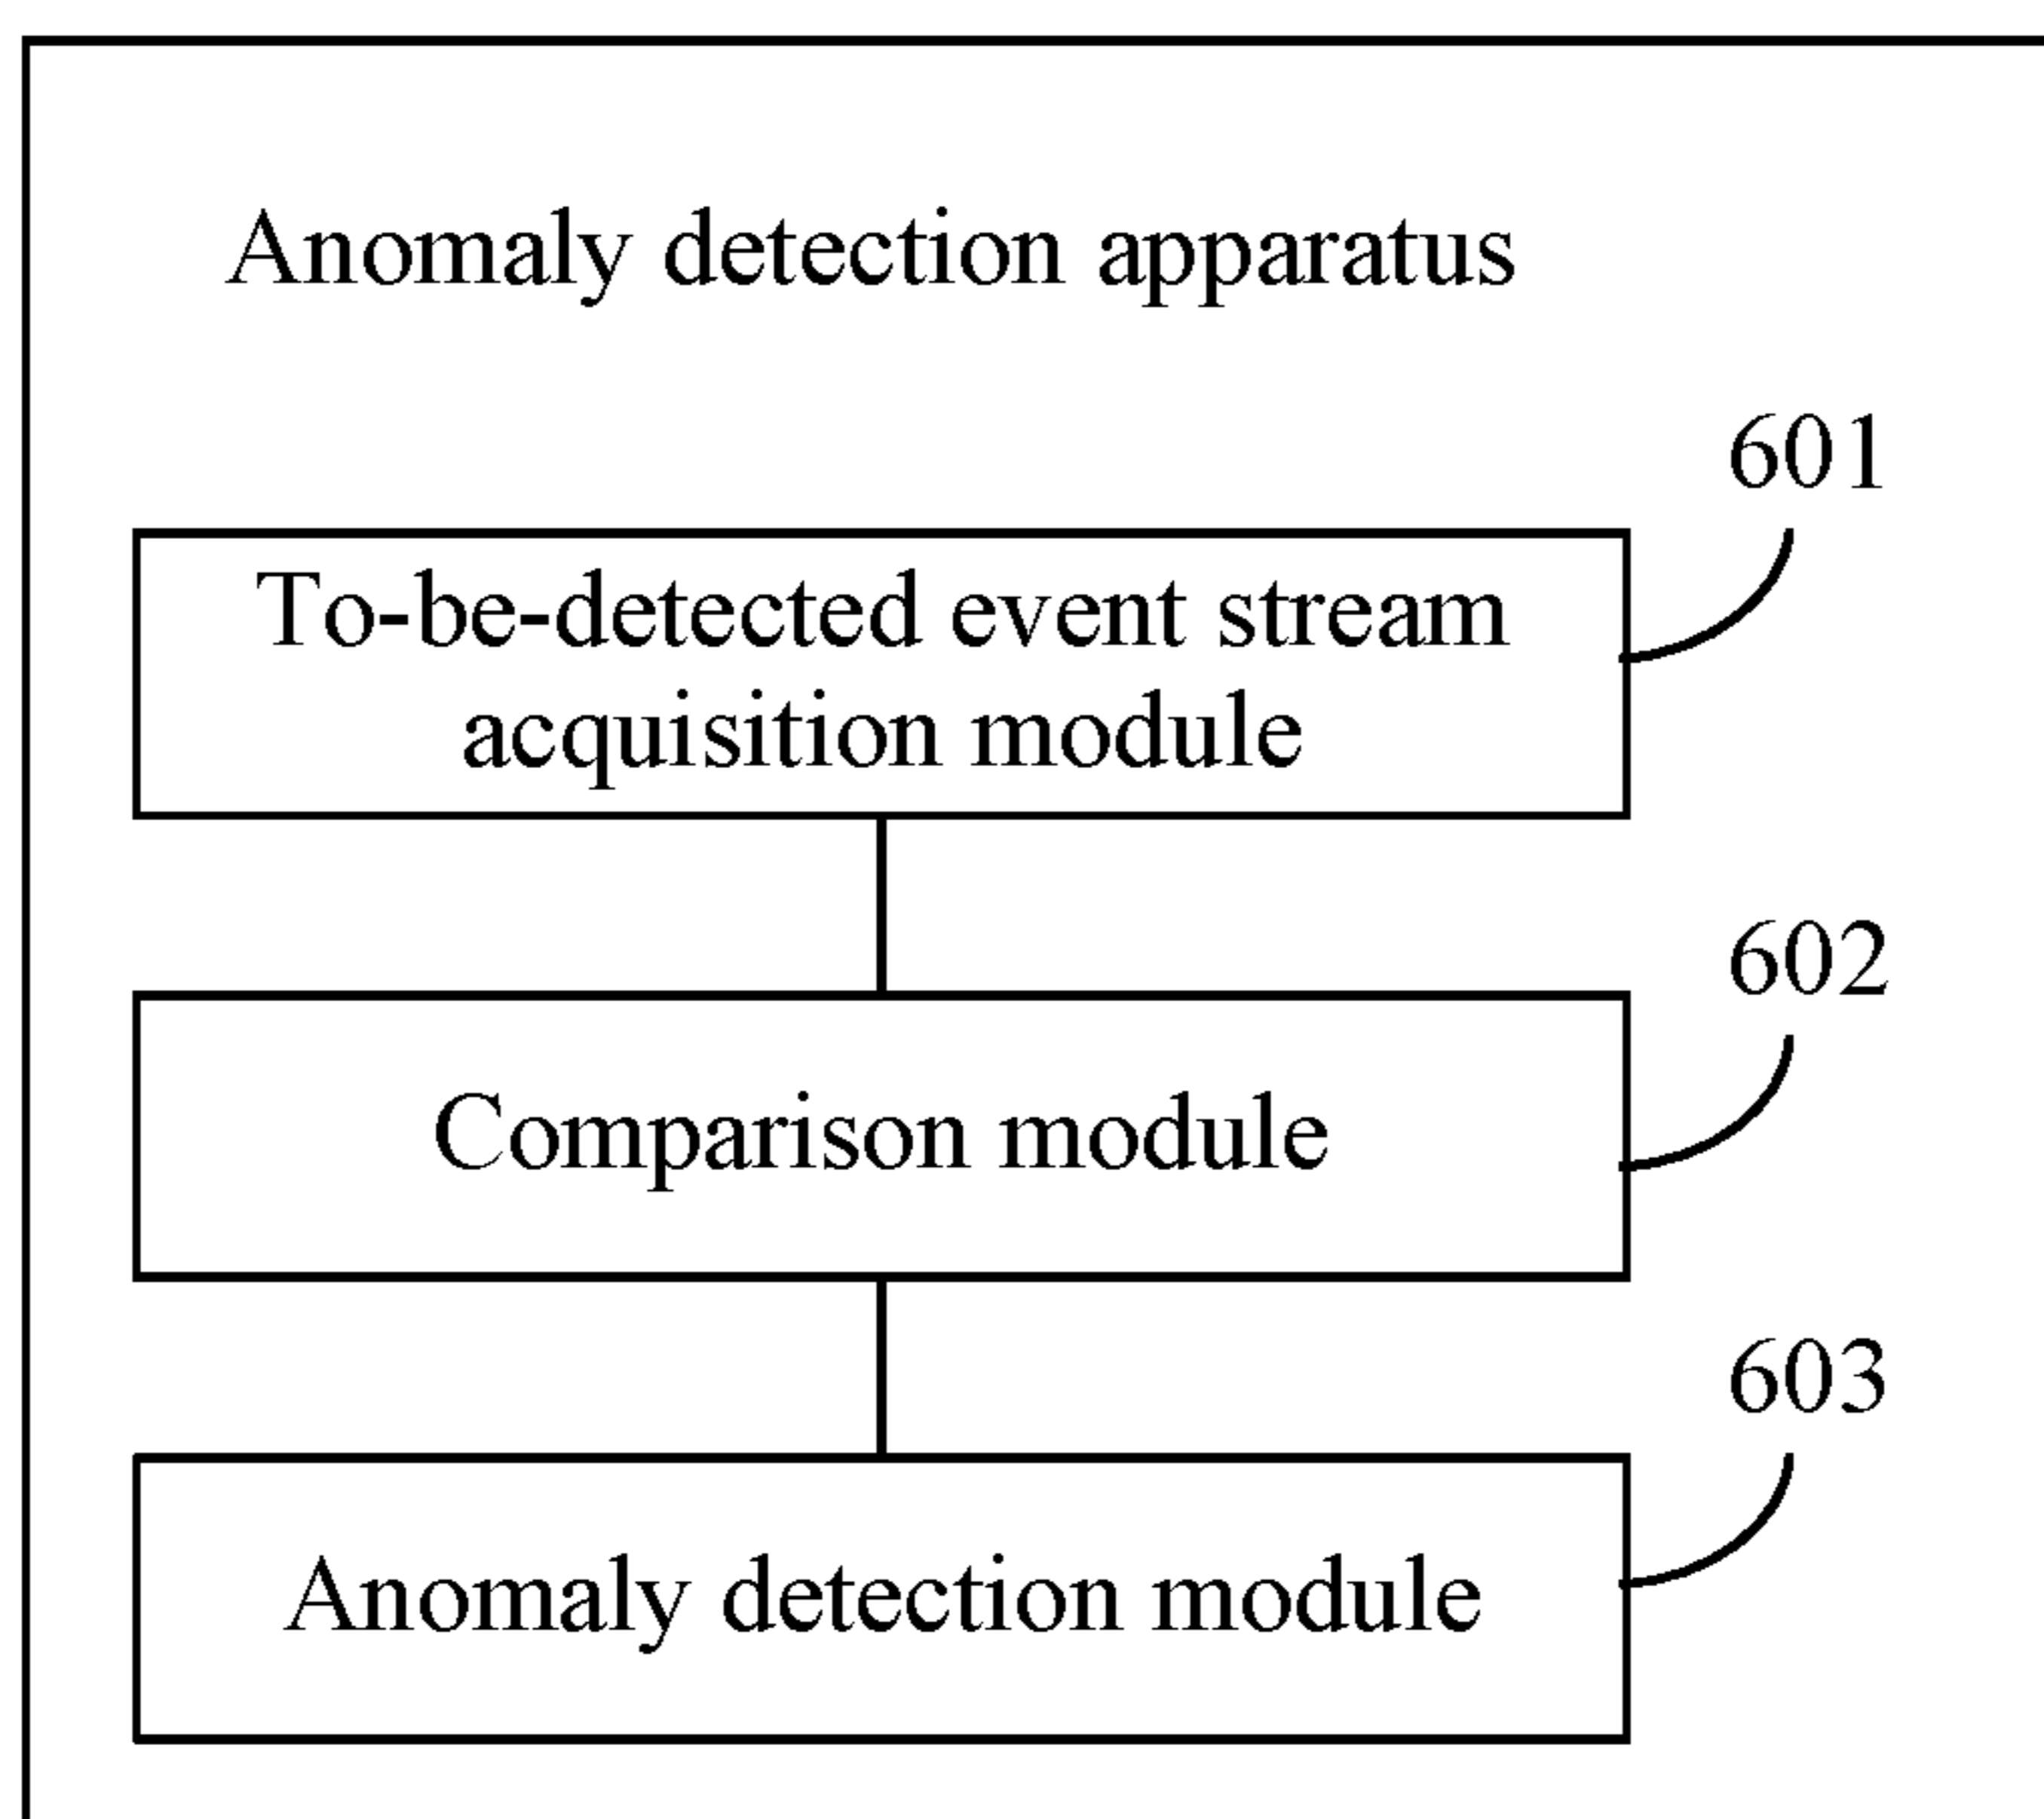 Anomaly detection apparatus
601
To-be-detected event stream
acquisition module
602
Comparison module
603
Anomaly detection module